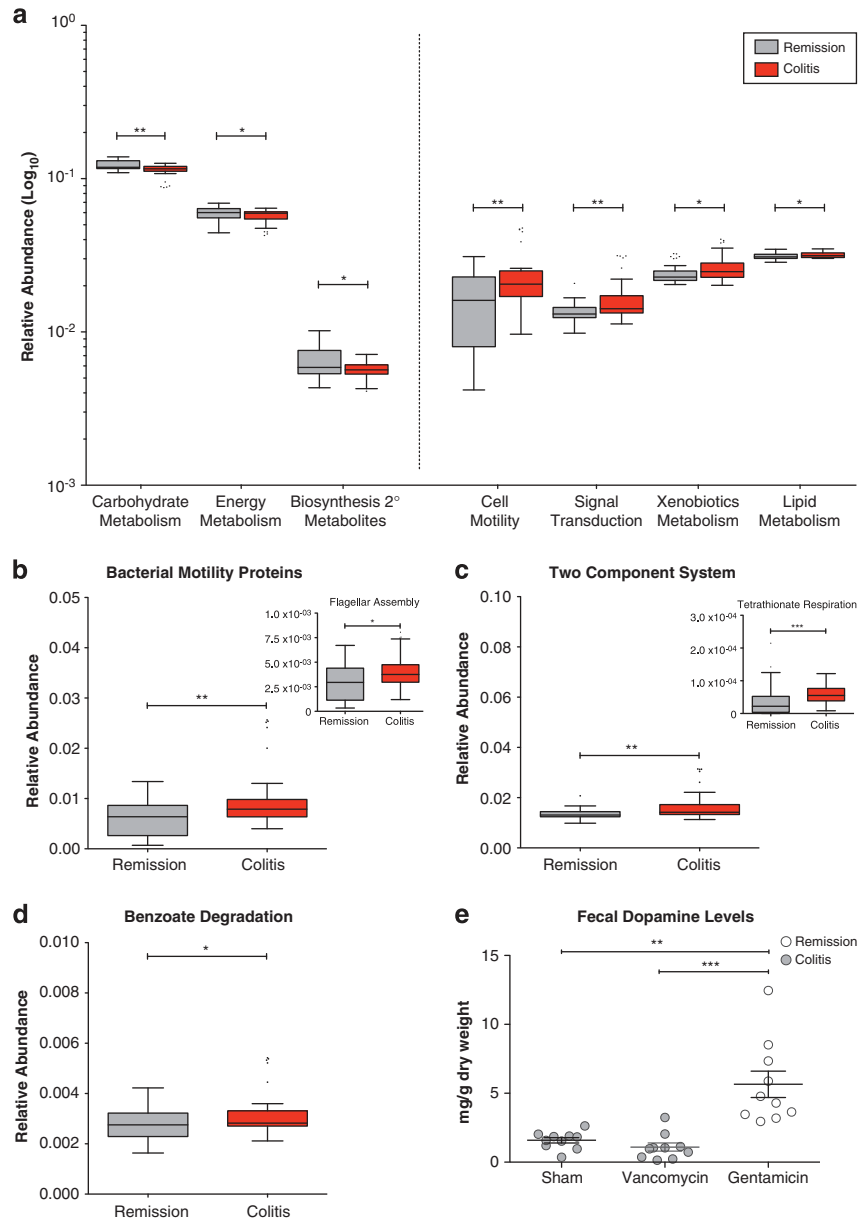 a
10⁰
10⁻¹
10⁻²
10⁻³
Relative Abundance (Log₁₀)
Remission
Colitis
**
*
*
**
**
*
*
Carbohydrate Metabolism
Energy Metabolism
Biosynthesis 2° Metabolites
Cell Motility
Signal Transduction
Xenobiotics Metabolism
Lipid Metabolism
b
Bacterial Motility Proteins
Relative Abundance
0.05
0.04
0.03
0.02
0.01
0.00
**
Remission
Colitis
Flagellar Assembly
1.0 x10⁻⁰³
7.5 x10⁻⁰³
5.0 x10⁻⁰³
2.5 x10⁻⁰³
0
*
Remission
Colitis
c
Two Component System
Relative Abundance
0.10
0.08
0.06
0.04
0.02
0.00
**
Remission
Colitis
Tetrathionate Respiration
3.0 x10⁻⁰⁴
2.0 x10⁻⁰⁴
1.0 x10⁻⁰⁴
0
***
Remission
Colitis
d
Benzoate Degradation
Relative Abundance
0.010
0.008
0.006
0.004
0.002
0.000
*
Remission
Colitis
e
Fecal Dopamine Levels
Remission
Colitis
mg/g dry weight
15
10
5
0
**
***
Sham
Vancomycin
Gentamicin